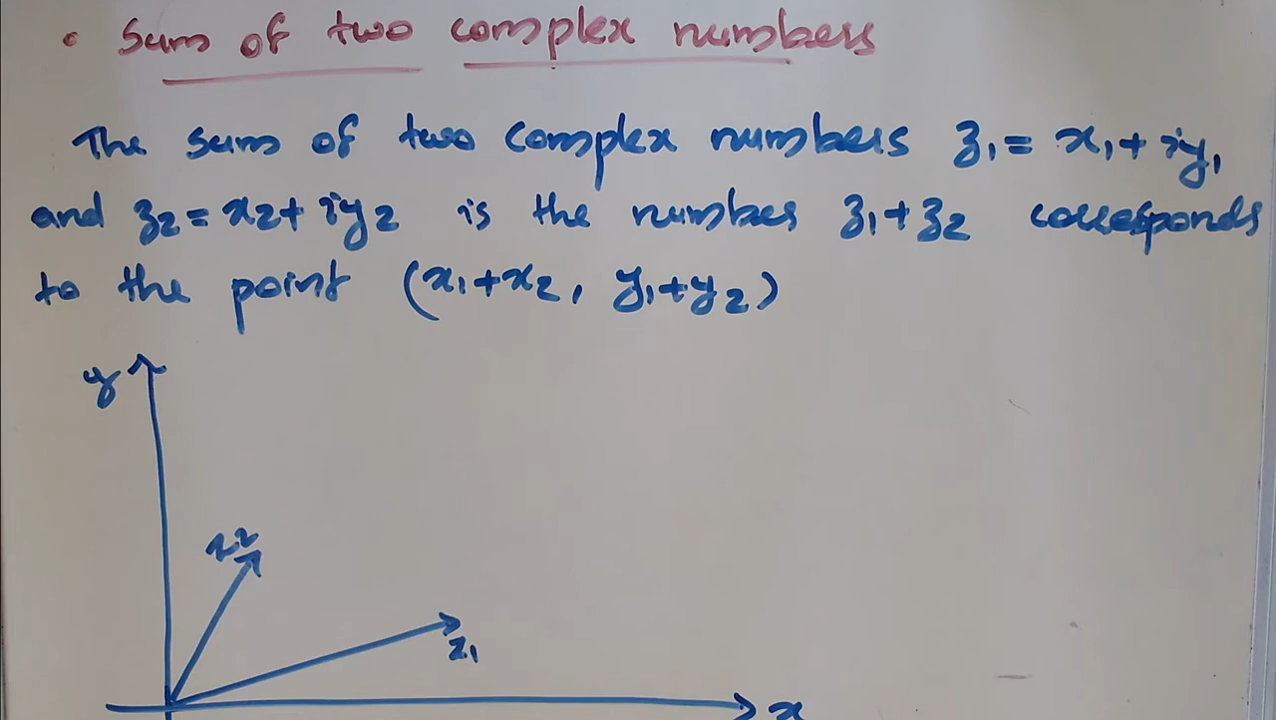 • Sum of two complex numbers
The sum of two complex numbers z₁ = x₁ + iy₁
and z₂ = x₂ + iy₂ is the number z₁ + z₂ corresponds
to the point (x₁ + x₂, y₁ + y₂)
y
z₂
z₁
x